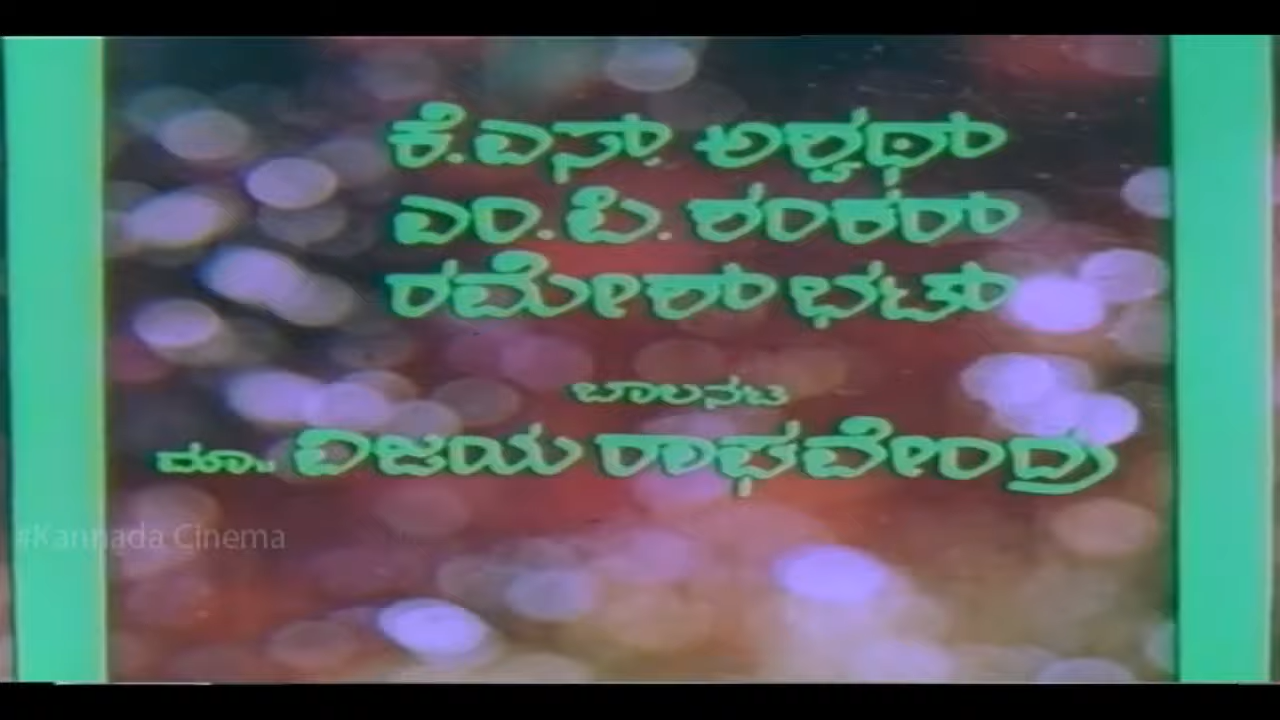 ಕೆ.ಎಸ್. ಅಶ್ವಥ್
ಎಂ.ಪಿ. ಶಂಕರ್
ರಮೇಶ್ ಭಟ್
ಬಾಲನಟ
ಮಾ. ವಿಜಯ ರಾಘವೇಂದ್ರ
#Kannada Cinema